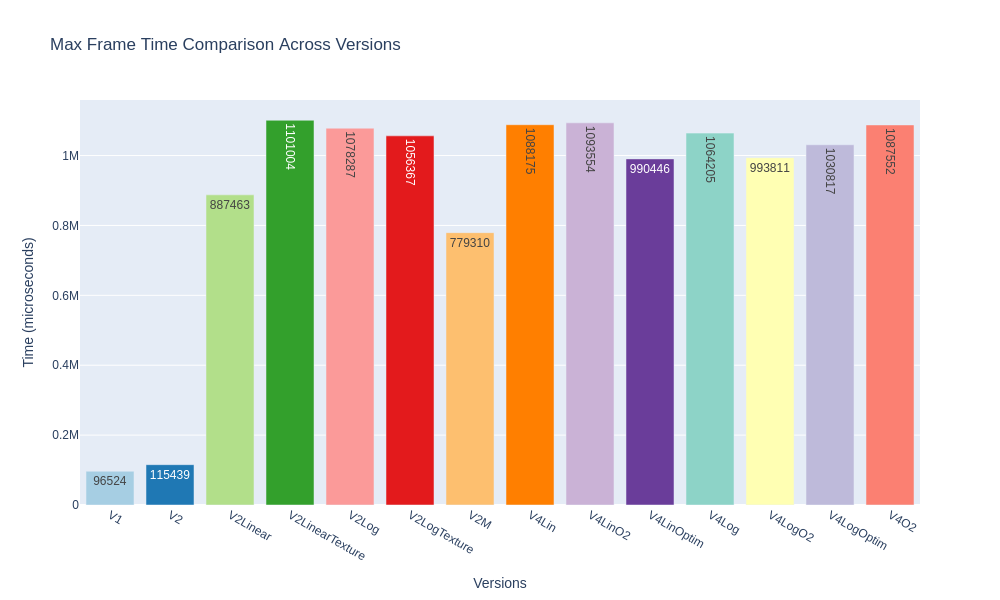 Max Frame Time Comparison Across Versions
Time (microseconds)
1M
0.8M
0.6M
0.4M
0.2M
0
96524
115439
887463
1101004
1078287
1056367
779310
1088175
1093554
990446
1064205
993811
1030817
1087552
V1
V2
V2Linear
V2LinearTexture
V2Log
V2LogTexture
V2M
V4Lin
V4LinO2
V4LinOptim
V4Log
V4LogO2
V4LogOptim
V4O2
Versions